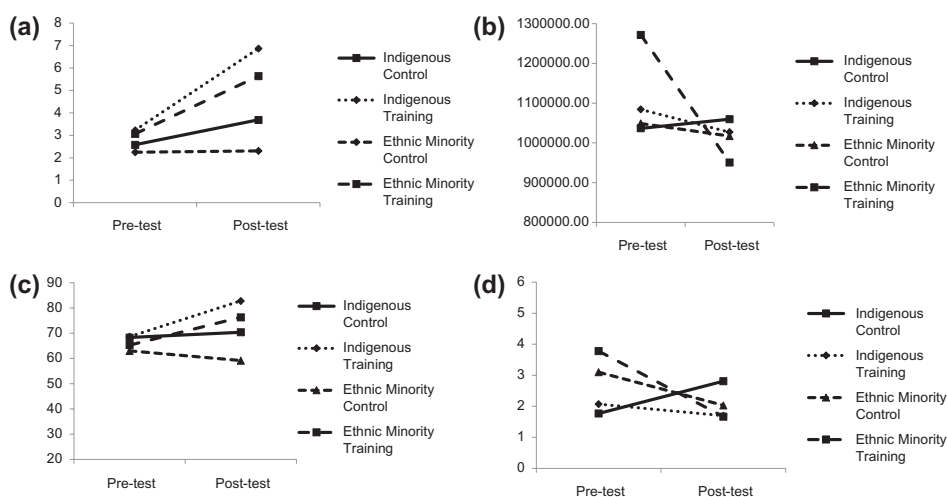 (a)
8
7
6
5
4
3
2
1
0
Pre-test
Post-test
Indigenous
Control
Indigenous
Training
Ethnic Minority
Control
Ethnic Minority
Training
(b)
1300000.00
1200000.00
1100000.00
1000000.00
900000.00
800000.00
Pre-test
Post-test
Indigenous
Control
Indigenous
Training
Ethnic Minority
Control
Ethnic Minority
Training
(c)
90
80
70
60
50
40
30
20
Pre-test
Post-test
Indigenous
Control
Indigenous
Training
Ethnic Minority
Control
Ethnic Minority
Training
(d)
6
5
4
3
2
1
0
Pre-test
Post-test
Indigenous
Control
Indigenous
Training
Ethnic Minority
Control
Ethnic Minority
Training